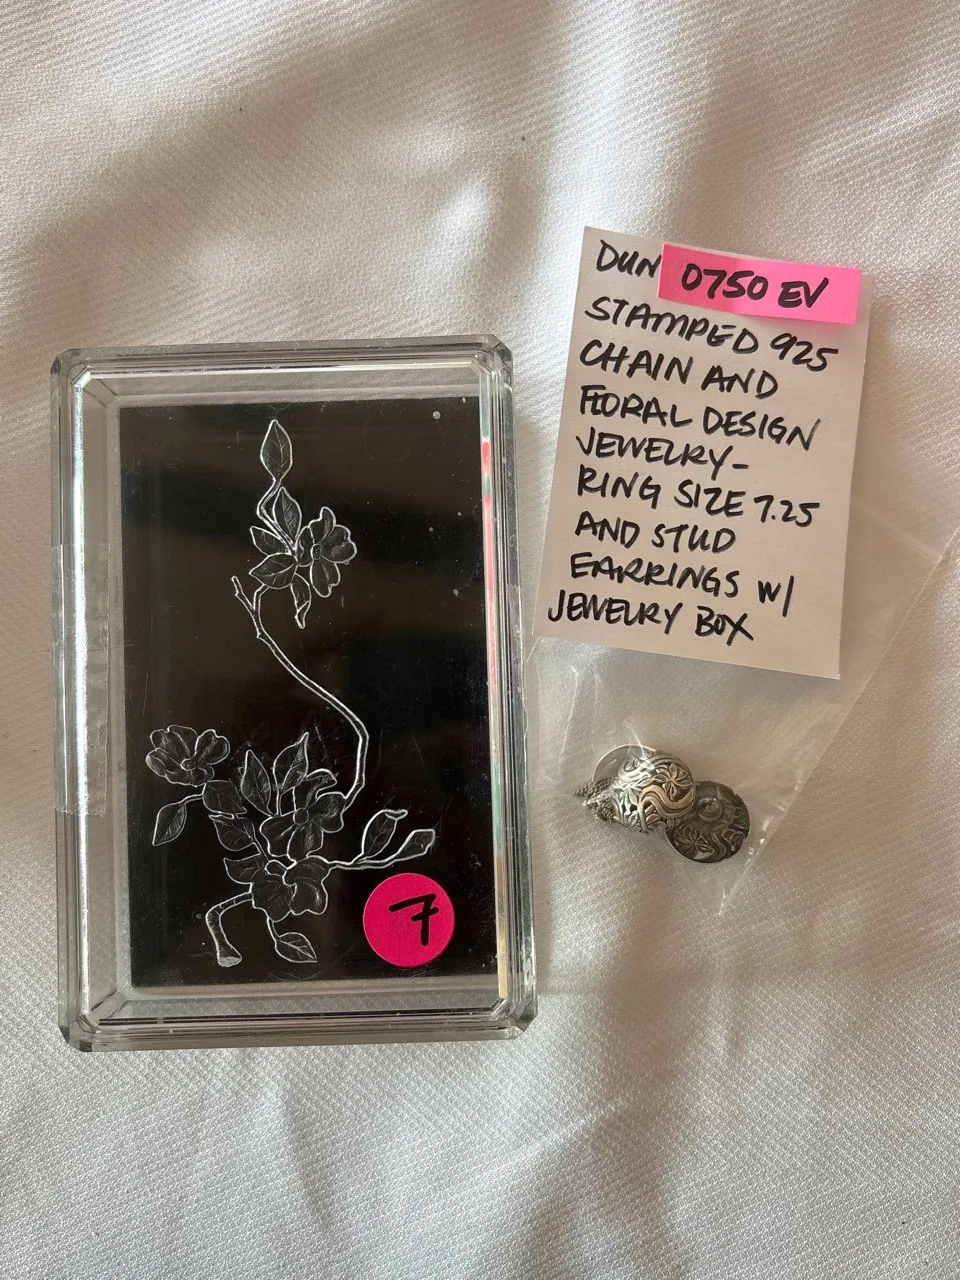 DUN
0750 EV
STAMPED 925
CHAIN AND
FLORAL DESIGN
JEWELRY-
RING SIZE 7.25
AND STUD
EARRINGS W/
JEWELRY BOX
7